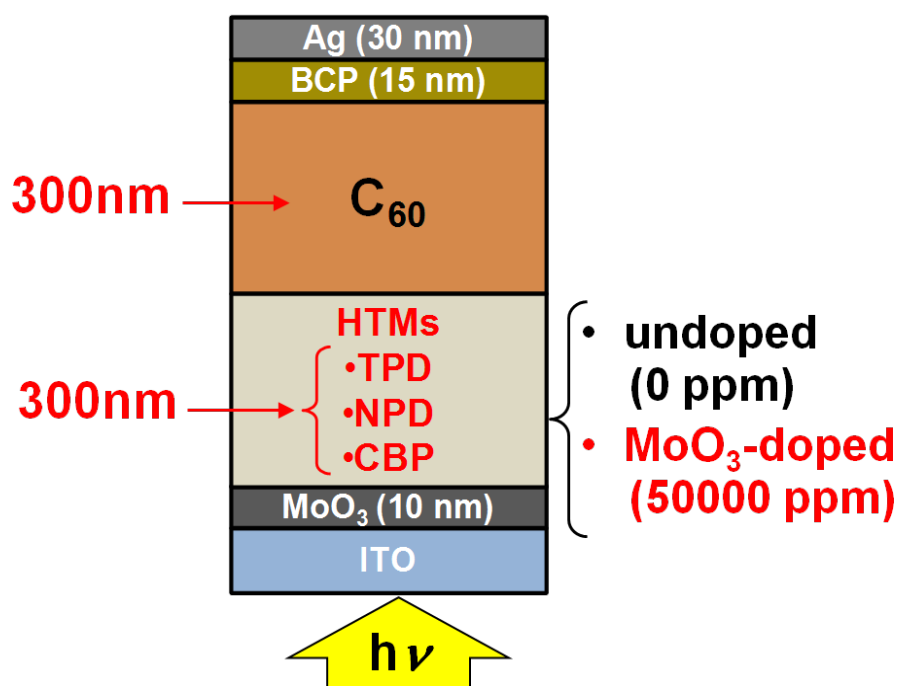 Ag (30 nm)
BCP (15 nm)
300nm
C₆₀
HTMs
•TPD
300nm
•NPD
•CBP
• undoped
(0 ppm)
• MoO₃-doped
(50000 ppm)
MoO₃ (10 nm)
ITO
hν